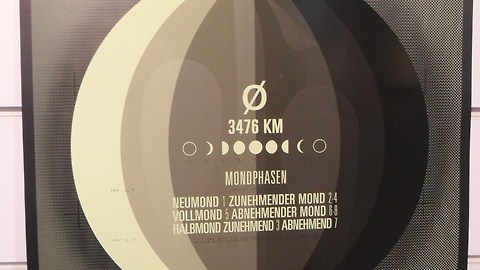 Ø
3476 KM
MONDPHASEN
NEUMOND 1 ZUNEHMENDER MOND 2-4
VOLLMOND 5 ABNEHMENDER MOND 6-8
HALBMOND ZUNEHMEND 3 ABNEHMEND 7